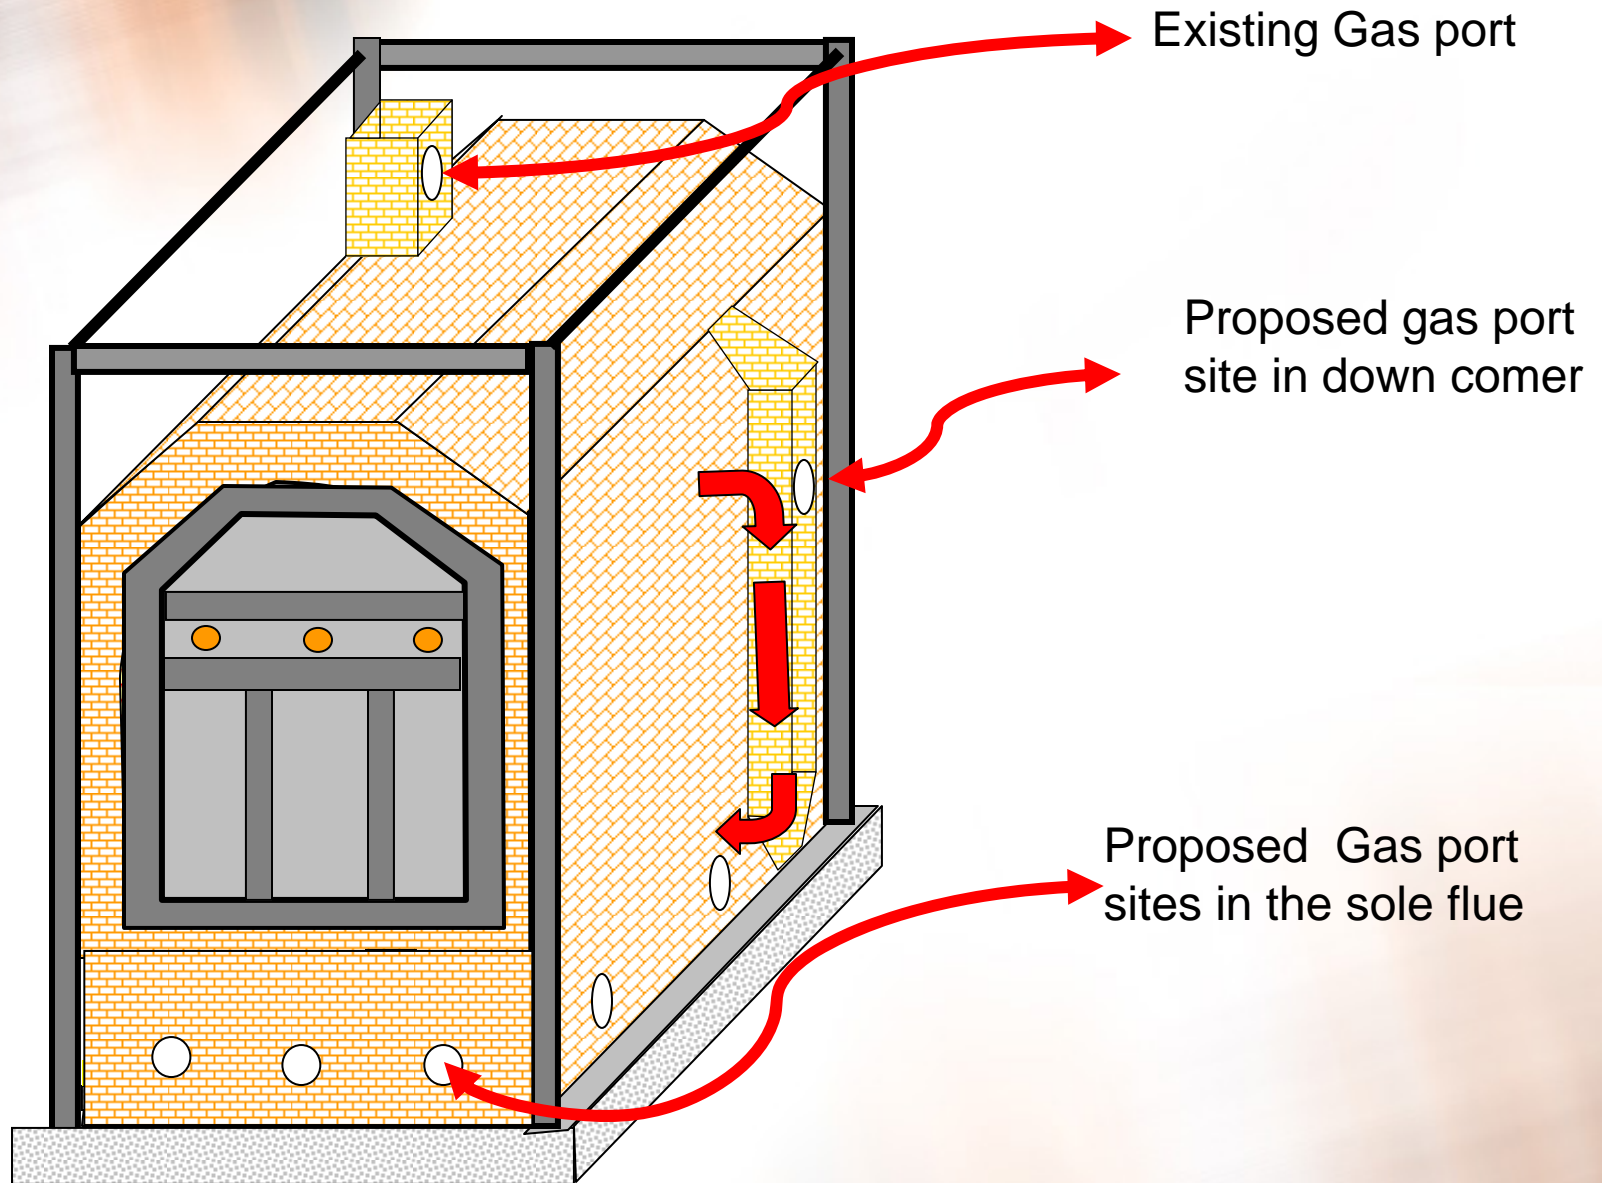 Existing Gas port
Proposed gas port
site in down comer
Proposed  Gas port
sites in the sole flue